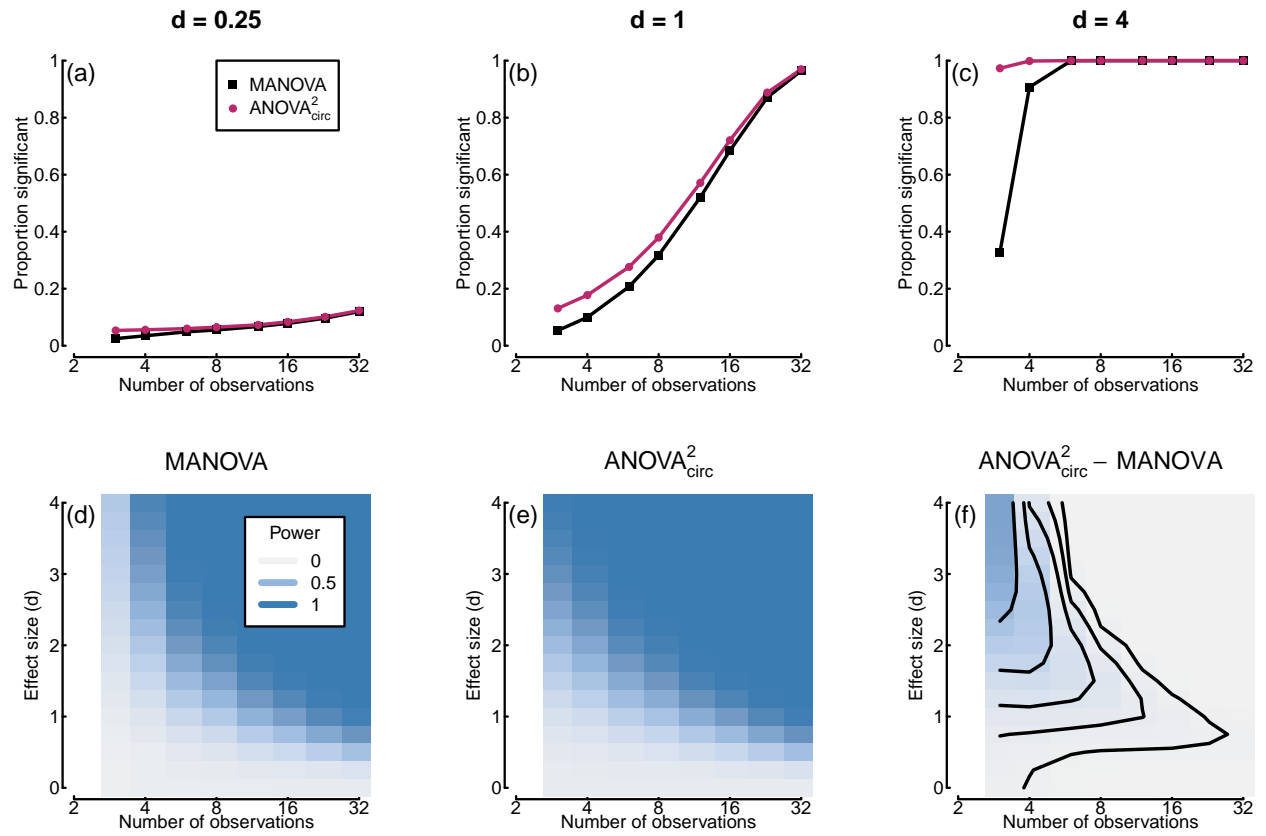 d = 0.25
d = 1
d = 4
(a)
MANOVA
ANOVA²circ
Proportion significant
0
0.2
0.4
0.6
0.8
1
2
4
8
16
32
Number of observations
(b)
Proportion significant
0
0.2
0.4
0.6
0.8
1
2
4
8
16
32
Number of observations
(c)
Proportion significant
0
0.2
0.4
0.6
0.8
1
2
4
8
16
32
Number of observations
MANOVA
(d)
Power
0
0.5
1
Effect size (d)
0
1
2
3
4
2
4
8
16
32
Number of observations
ANOVA²circ
(e)
Effect size (d)
0
1
2
3
4
2
4
8
16
32
Number of observations
ANOVA²circ − MANOVA
(f)
Effect size (d)
0
1
2
3
4
2
4
8
16
32
Number of observations